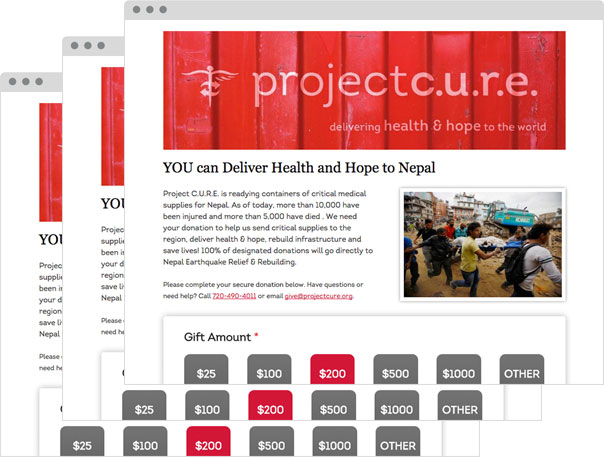 projectc.u.r.e.
delivering health & hope to the world
YOU can Deliver Health and Hope to Nepal
Project C.U.R.E. is readying containers of critical medical
supplies for Nepal. As of today, more than 10,000 have
been injured and more than 5,000 have died . We need
your donation to help us send critical supplies to the
region, deliver health & hope, rebuild infrastructure and
save lives! 100% of designated donations will go directly to
Nepal Earthquake Relief & Rebuilding.
Please complete your secure donation below. Have questions or
need help? Call 720-490-4011 or email give@projectcure.org.
Gift Amount *
$25 $100 $200 $500 $1000 OTHER
YOU
Project C
supplies
been inj
your do
region,
save liv
Nepal
Please
need he
$25 $100 $200 $500 $1000 OTHER
YOU
Project C
supplies
been inj
your do
region,
save liv
Nepal
Please
need he
$25 $100 $200 $500 $1000 OTHER